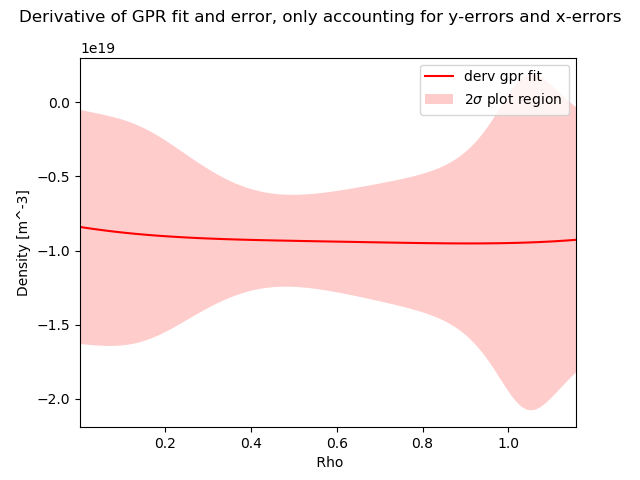 Derivative of GPR fit and error, only accounting for y-errors and x-errors
1e19
derv gpr fit
2σ plot region
0.0
−0.5
−1.0
−1.5
−2.0
Density [m^-3]
0.2 0.4 0.6 0.8 1.0
Rho